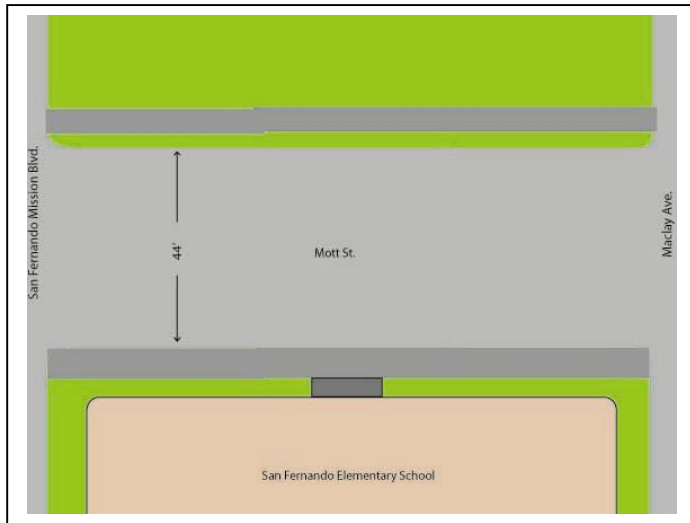 San Fernando Mission Blvd.
44'
Mott St.
Maclay Ave.
San Fernando Elementary School